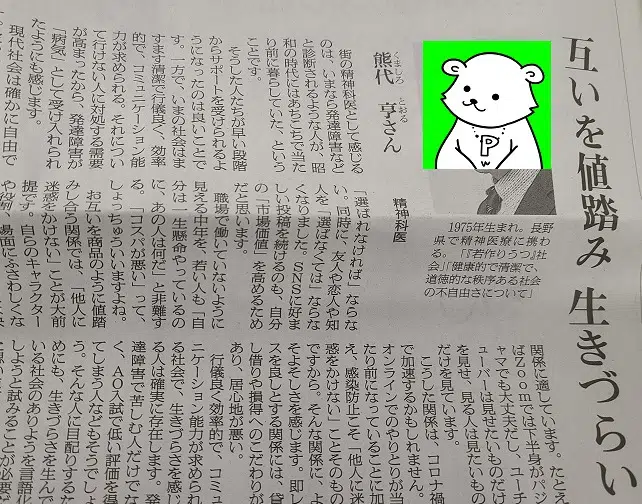 互いを値踏み 生きづらい
P
1975年生まれ。長野
県で精神医療に携わ
る。「『若作りうつ』社
会」「健康的で清潔で、
道徳的な秩序ある社会
の不自由さについて」
くましろ とおる
熊代 亨さん
精神科医
街の精神科医として感じる
のは、いまなら発達障害など
と診断されるような人が、昭
和の時代にはあちこちで当た
り前に暮らしていた、という
ことです。
そうした人たちが早い段階
からサポートを受けられるよ
うになったのは良いことで
す。一方で、いまの社会はま
すます清潔で行儀良く、効率
的で、コミュニケーション能
力が求められる。それについ
て行けない人に対処する需要
が高まったから、発達障害が
「病気」として受け入れられ
たようにも感じます。
現代社会は確かに自由で
「選ばれなければ」ならな
い。同時に、友人や恋人や知
人を「選ばなくては」ならな
くなりました。SNSに好ま
しい投稿を続けるのも、自分
の「市場価値」を高めるため
だと思います。
職場で働いていないように
見える中年を、若い人も「自
分は一生懸命やっているの
に、あの人は何だ」と非難す
る。「コスパが悪い」って、
しょっちゅういいますよね。
お互いを商品のように値踏
みし合う関係では、「他人に
迷惑をかけない」ことが大前
提です。自らのキャラクター
や役割、場面にふさわしくな
関係に適しています。たとえ
ばZoomでは下半身がパジ
ャマでも大丈夫だし、ユーチ
ューバーは見せたいものだけ
を見せ、見る人は見たいもの
だけを見ています。
こうした関係は、コロナ禍
で加速するかもしれません。
オンラインでのやりとりが当
たり前になっていることに加
え、感染防止こそ「他人に迷
惑をかけない」ことそのもの
ですから。そんな関係に、よ
そよそしさを感じます。即レ
スを良しとする関係には、貸
し借りや損得へのこだわりが
あり、居心地が悪い。
行儀良く効率的で、コミュ
ニケーション能力が求められ
る社会で、生きづらさを感じ
る人は確実に存在します。発
達障害で苦しむ人だけでな
く、AO入試で低い評価を得
てしまう人などもそうでしょ
う。そんな人に目配りするた
めにも、生きづらさを生んで
いる社会のありようを言語化
しようと試みることが必要